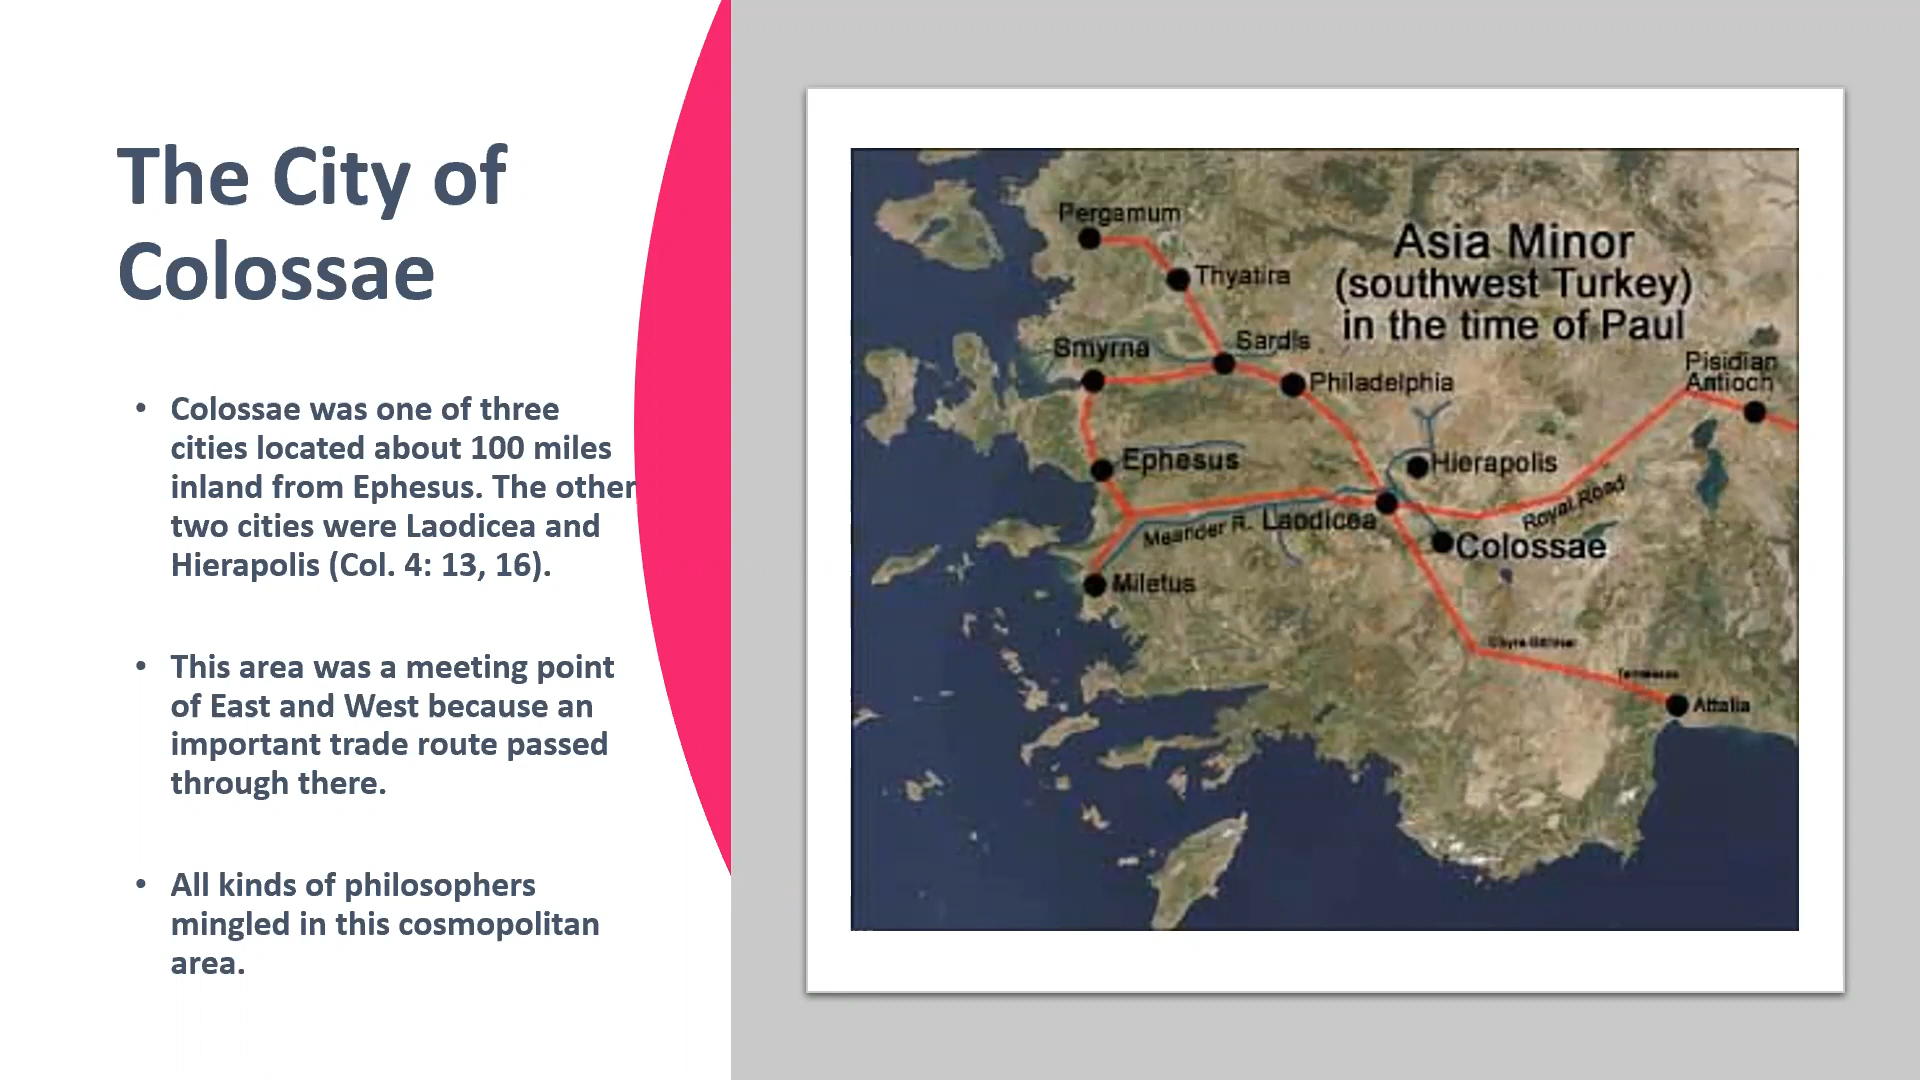 The City of
Colossae
• Colossae was one of three
cities located about 100 miles
inland from Ephesus. The other
two cities were Laodicea and
Hierapolis (Col. 4: 13, 16).
• This area was a meeting point
of East and West because an
important trade route passed
through there.
• All kinds of philosophers
mingled in this cosmopolitan
area.
Pergamum
Asia Minor
(southwest Turkey)
in the time of Paul
Thyatira
Sardis
Smyrna
Philadelphia
Pisidian
Antioch
Ephesus
Hierapolis
Royal Road
Meander R.
Laodicea
Colossae
Miletus
Attalia